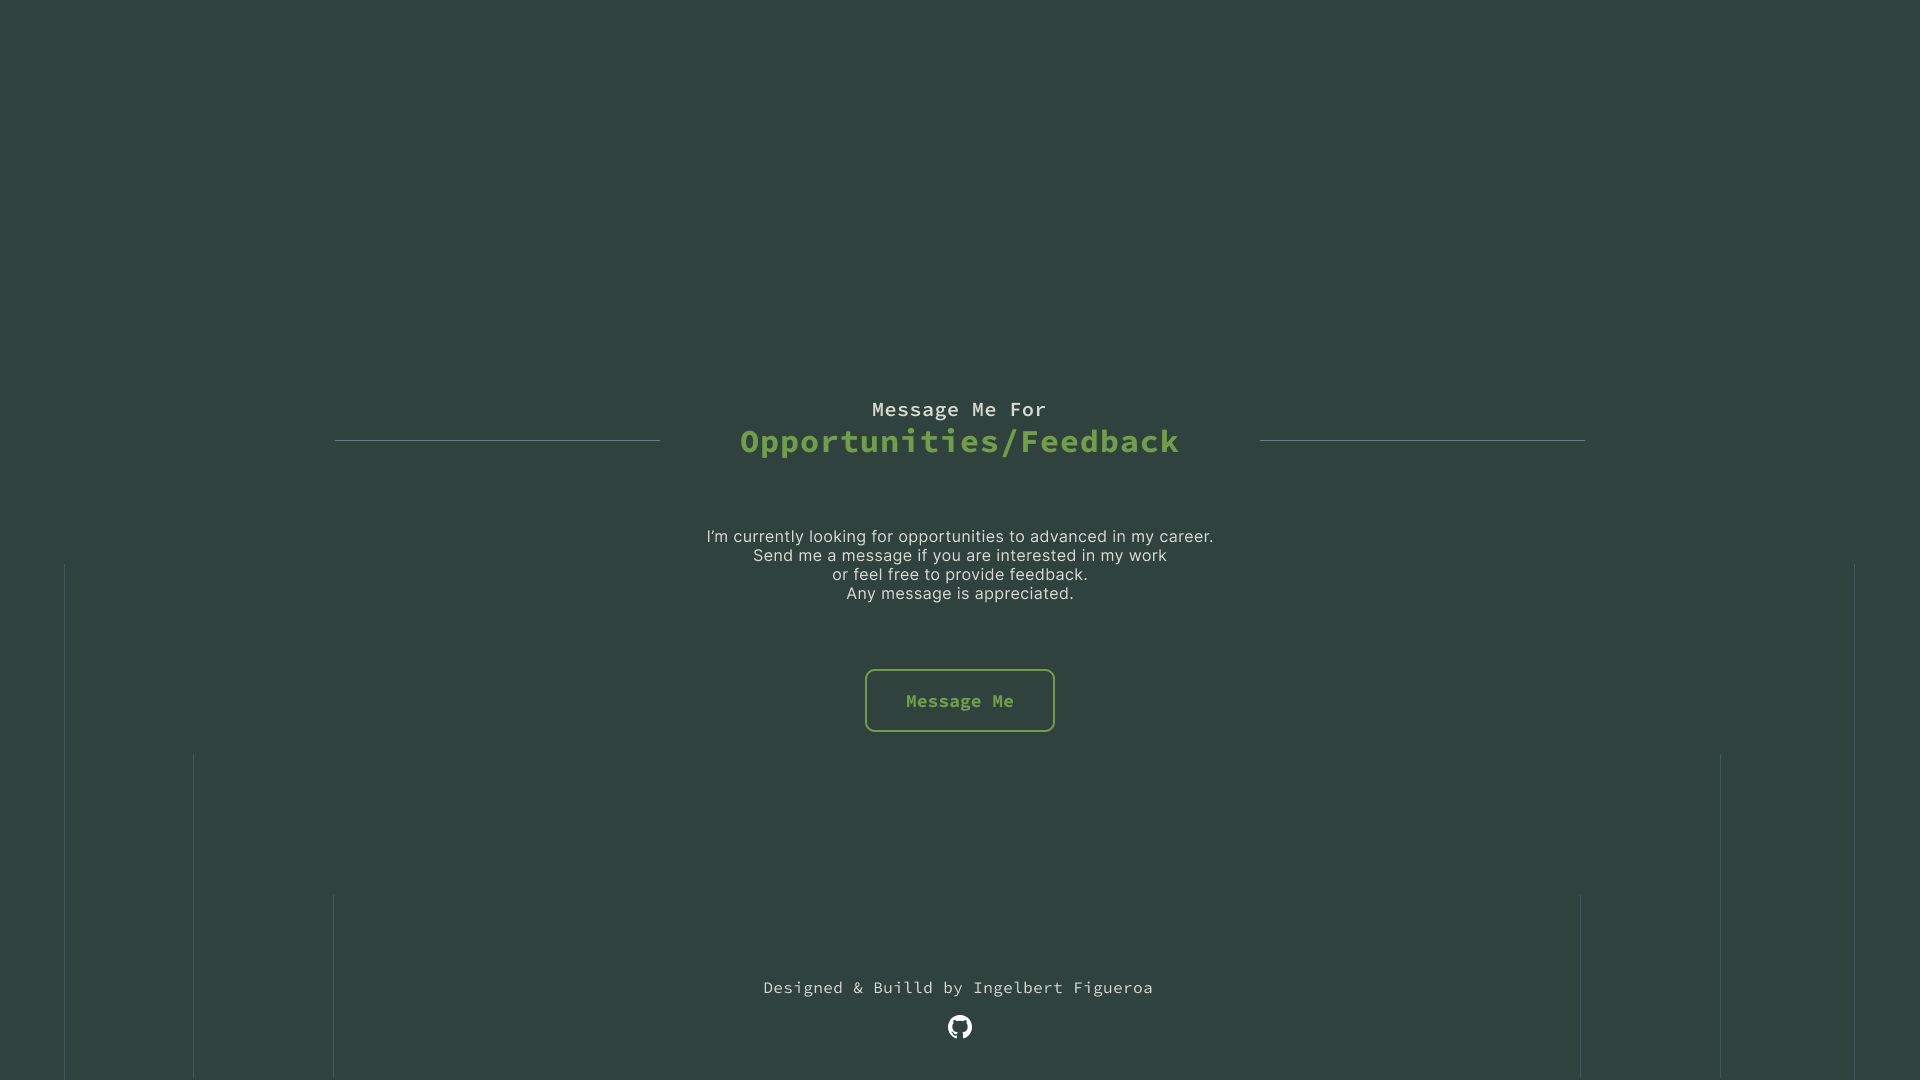 Message Me For
Opportunities/Feedback
I’m currently looking for opportunities to advanced in my career.
Send me a message if you are interested in my work
or feel free to provide feedback.
Any message is appreciated.
Message Me
Designed & Builld by Ingelbert Figueroa